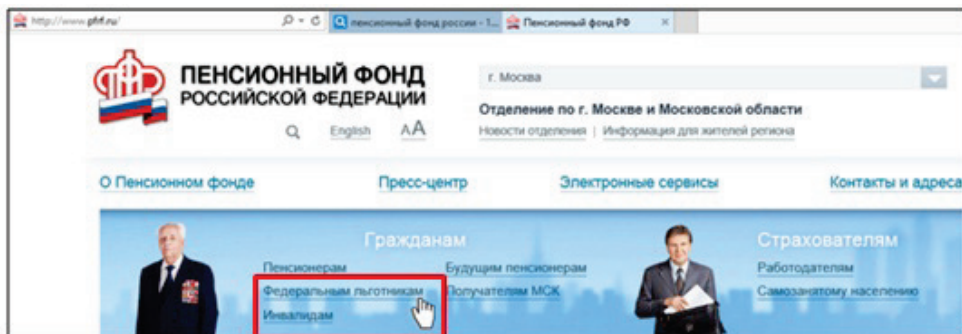 http://www.pfrf.ru/
пенсионный фонд россии - 1...
Пенсионный фонд РФ
ПЕНСИОННЫЙ ФОНД
РОССИЙСКОЙ ФЕДЕРАЦИИ
English АА
г. Москва
Отделение по г. Москве и Московской области
Новости отделения | Информация для жителей региона
О Пенсионном фонде Пресс-центр Электронные сервисы Контакты и адреса
Гражданам
Пенсионерам Будущим пенсионерам
Федеральным льготникам Получателям МСК
Инвалидам
Страхователям
Работодателям
Самозанятому населению